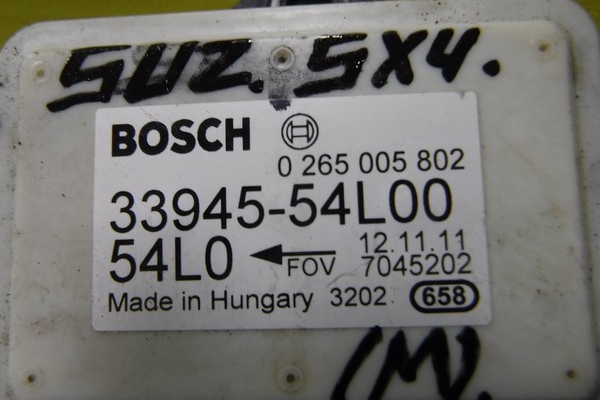 SUZ. SX4.
BOSCH
0 265 005 802
33945-54L00
54L0 12.11.11
FOV 7045202
Made in Hungary 3202 658
(M).